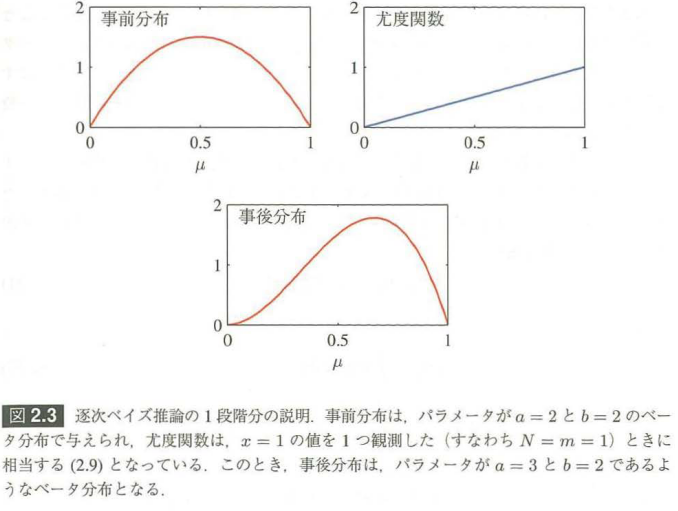 事前分布
2
1
0
0
0.5
1
μ
尤度関数
2
1
0
0
0.5
1
μ
事後分布
2
1
0
0
0.5
1
μ
図 2.3 逐次ベイズ推論の 1 段階分の説明．事前分布は，パラメータが a = 2 と b = 2 のベー
タ分布で与えられ，尤度関数は，x = 1 の値を 1 つ観測した（すなわち N = m = 1）ときに
相当する (2.9) となっている．このとき，事後分布は，パラメータが a = 3 と b = 2 であるよ
うなベータ分布となる．